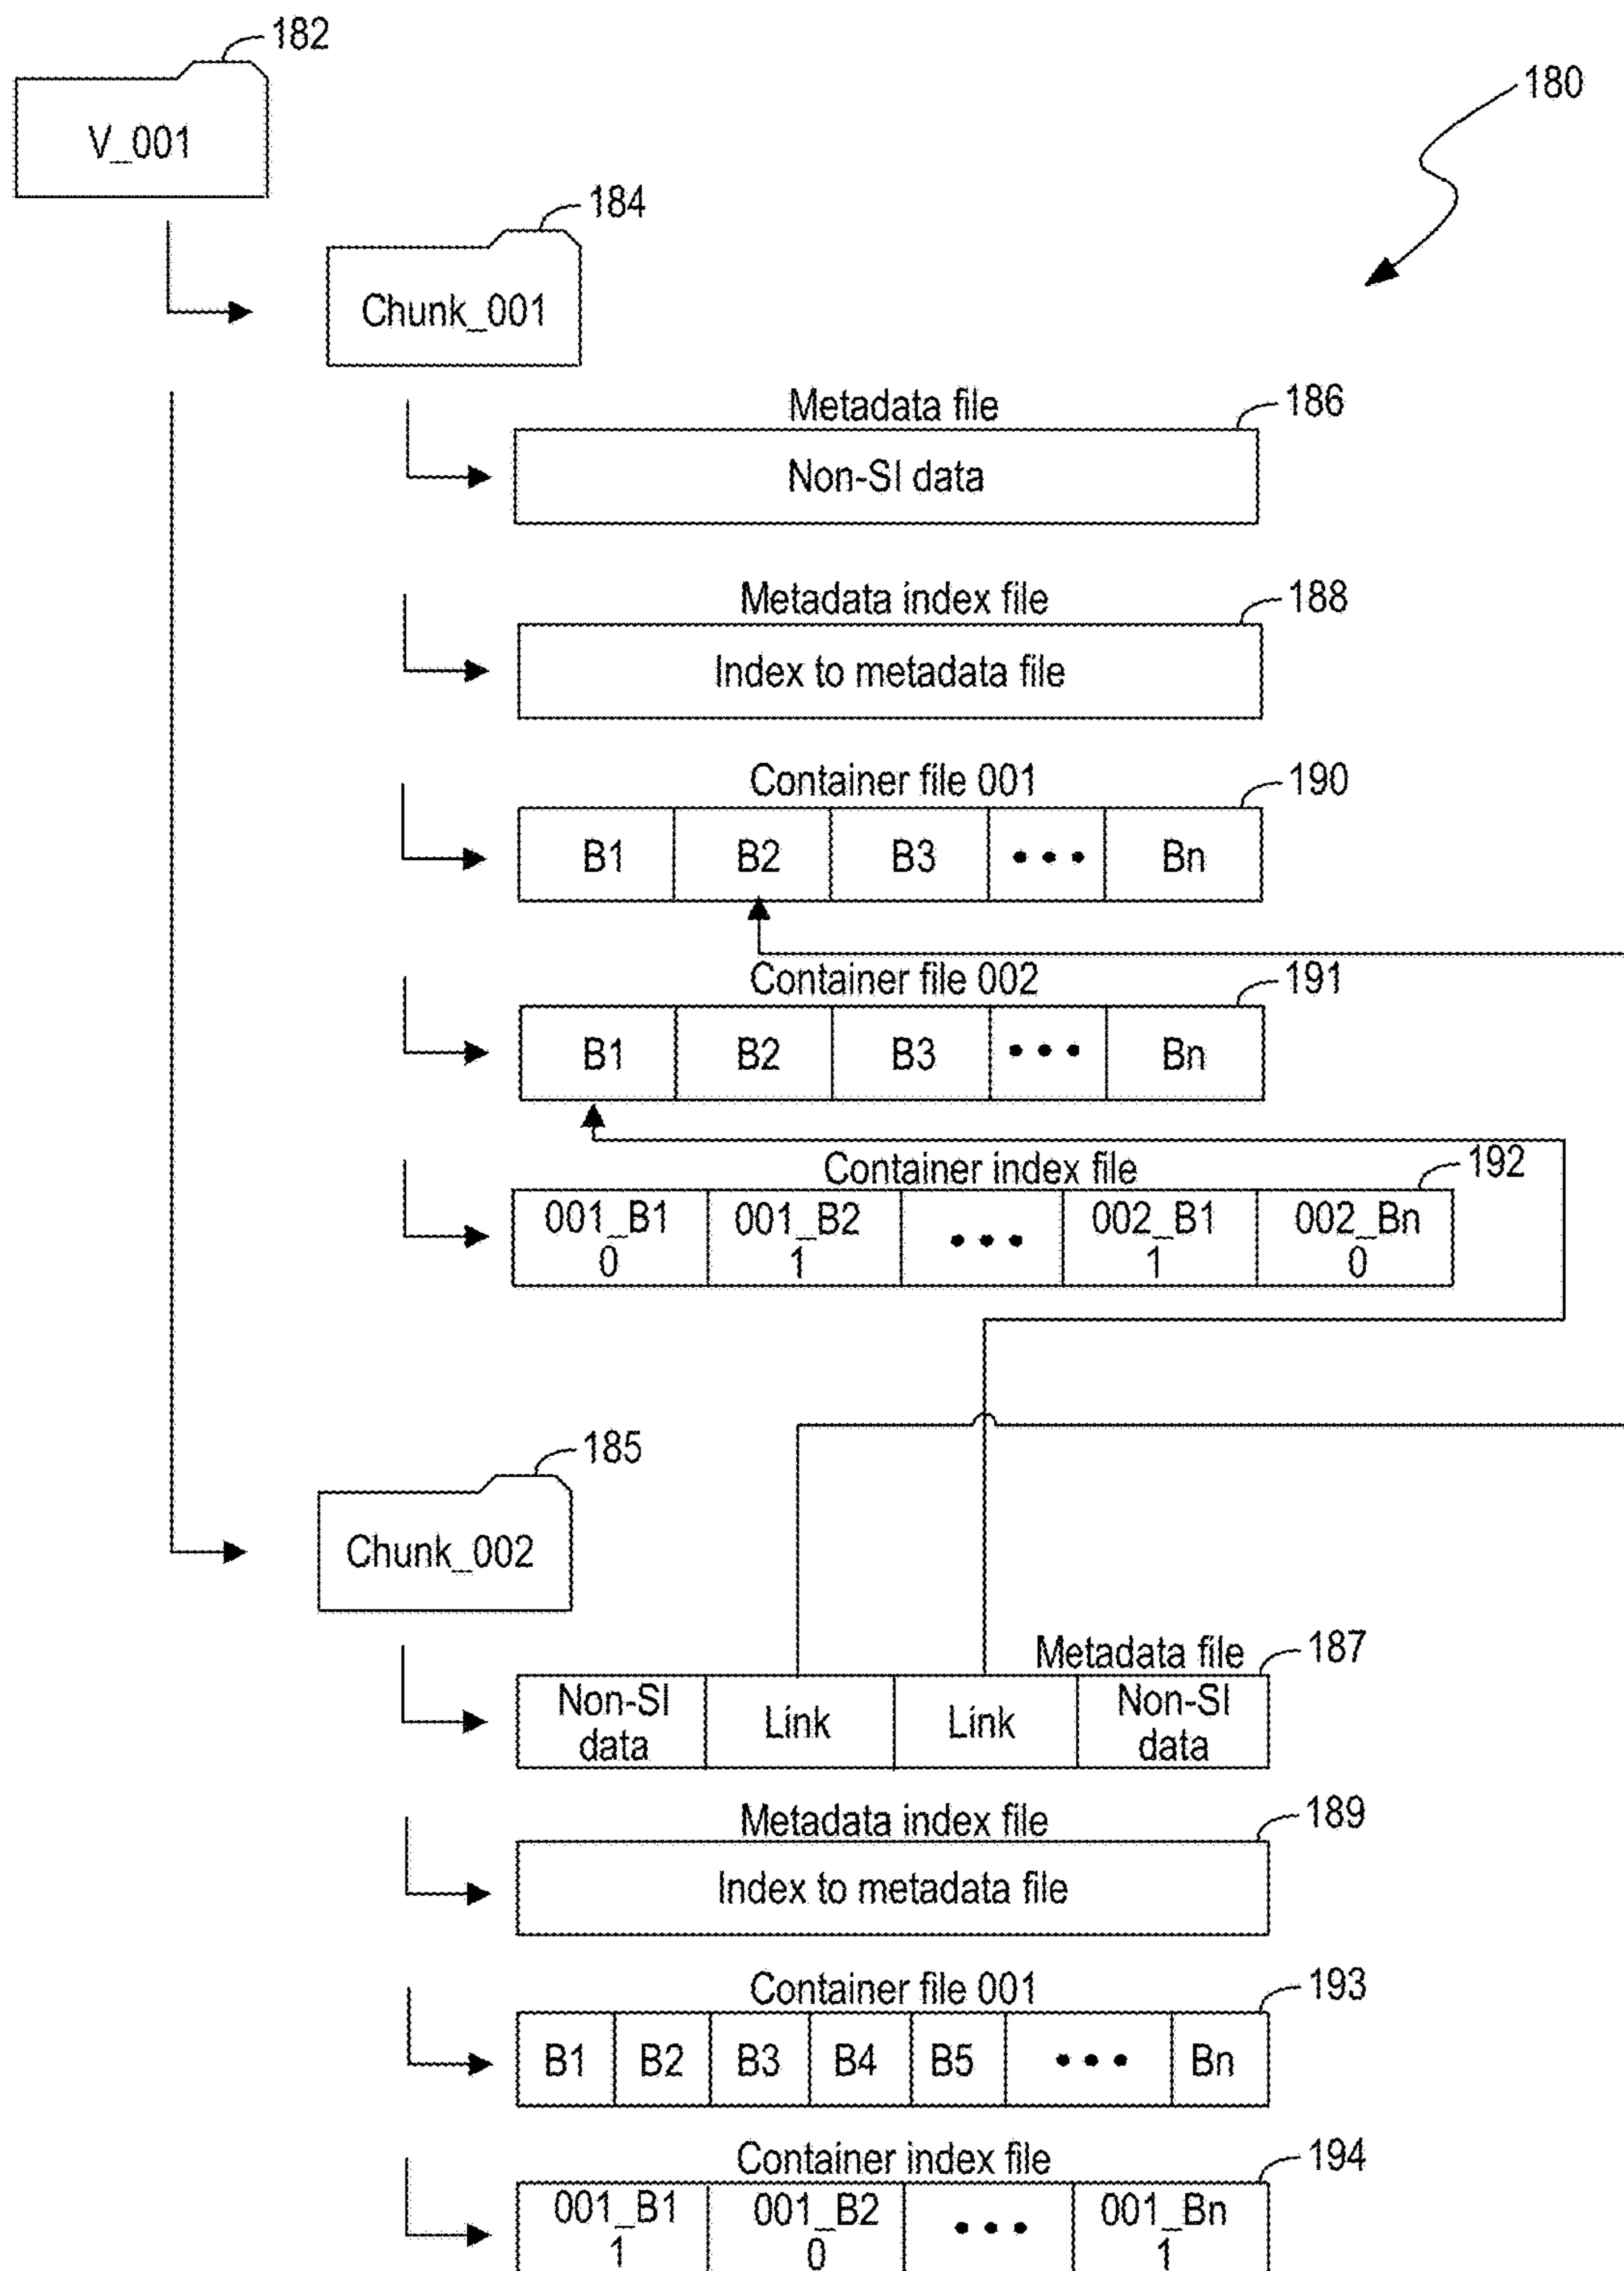 182
V_001
180
184
Chunk_001
Metadata file
186
Non-SI data
Metadata index file
188
Index to metadata file
Container file 001
190
B1 B2 B3 ••• Bn
Container file 002
191
B1 B2 B3 ••• Bn
Container index file
192
001_B1 001_B2 ••• 002_B1 002_Bn
0 1 1 0
185
Chunk_002
Metadata file
187
Non-SI Link Link Non-SI
data data
Metadata index file
189
Index to metadata file
Container file 001
193
B1 B2 B3 B4 B5 ••• Bn
Container index file
194
001_B1 001_B2 ••• 001_Bn
1 0 1